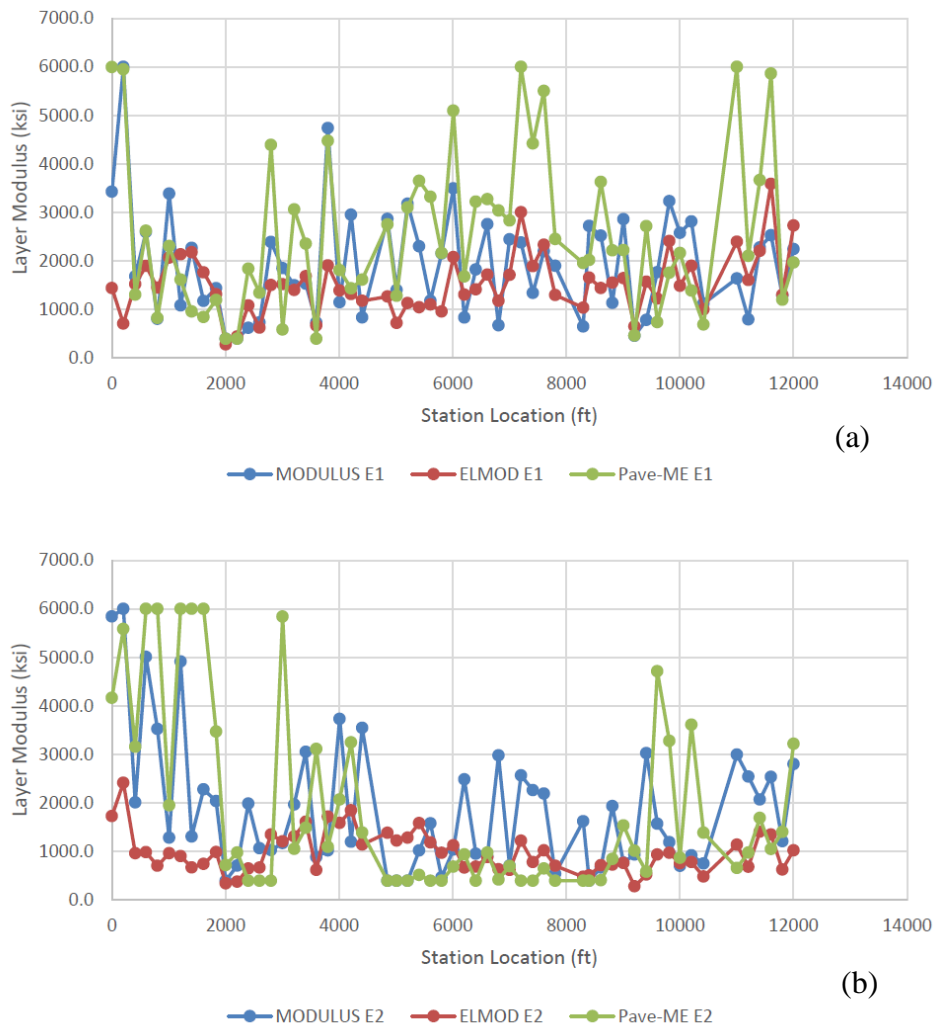 7000.0
6000.0
5000.0
4000.0
3000.0
2000.0
1000.0
0.0
Layer Modulus (ksi)
0 2000 4000 6000 8000 10000 12000 14000
Station Location (ft)
(a)
MODULUS E1 ELMOD E1 Pave-ME E1
7000.0
6000.0
5000.0
4000.0
3000.0
2000.0
1000.0
0.0
Layer Modulus (ksi)
0 2000 4000 6000 8000 10000 12000 14000
Station Location (ft)
(b)
MODULUS E2 ELMOD E2 Pave-ME E2